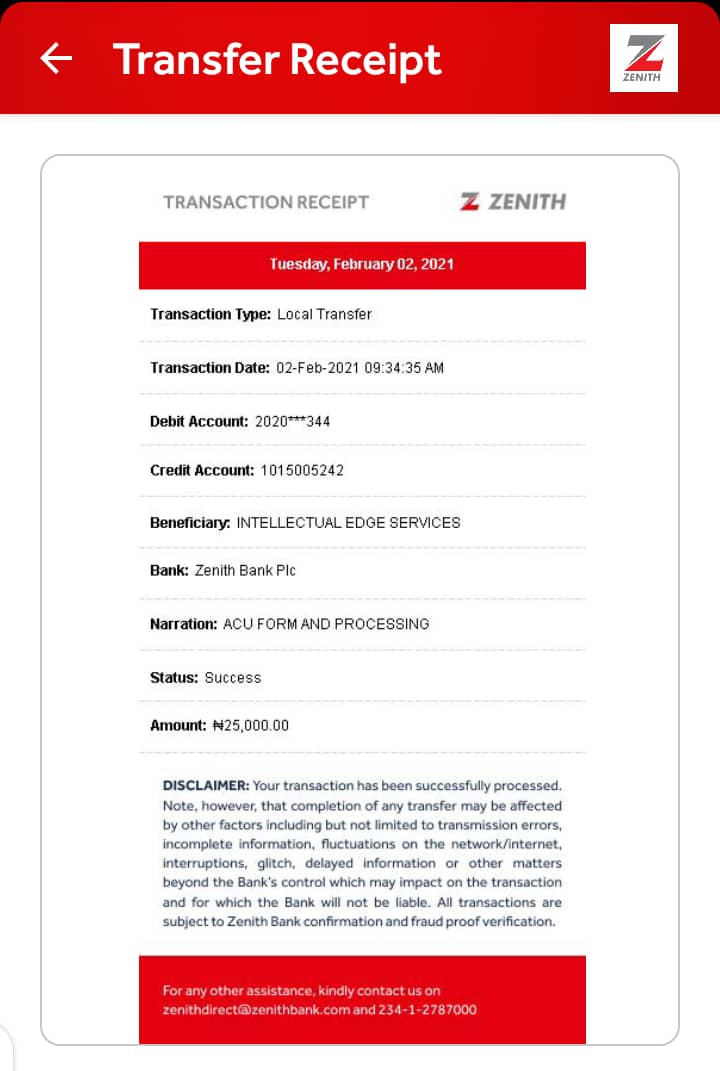 Transfer Receipt
ZENITH
TRANSACTION RECEIPT
ZENITH
Tuesday, February 02, 2021
Transaction Type: Local Transfer
Transaction Date: 02-Feb-2021 09:34:35 AM
Debit Account: 2020***344
Credit Account: 1015005242
Beneficiary: INTELLECTUAL EDGE SERVICES
Bank: Zenith Bank Plc
Narration: ACU FORM AND PROCESSING
Status: Success
Amount: ₦25,000.00
DISCLAIMER: Your transaction has been successfully processed.
Note, however, that completion of any transfer may be affected
by other factors including but not limited to transmission errors,
incomplete information, fluctuations on the network/internet,
interruptions, glitch, delayed information or other matters
beyond the Bank's control which may impact on the transaction
and for which the Bank will not be liable. All transactions are
subject to Zenith Bank confirmation and fraud proof verification.
For any other assistance, kindly contact us on
zenithdirect@zenithbank.com and 234-1-2787000